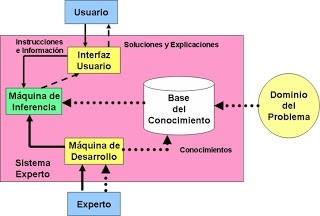 Usuario
Instrucciones
e Información
Soluciones y Explicaciones
Interfaz
Usuario
Máquina de
Inferencia
Base
del
Conocimiento
Dominio
del
Problema
Máquina de
Desarrollo
Conocimientos
Sistema
Experto
Experto